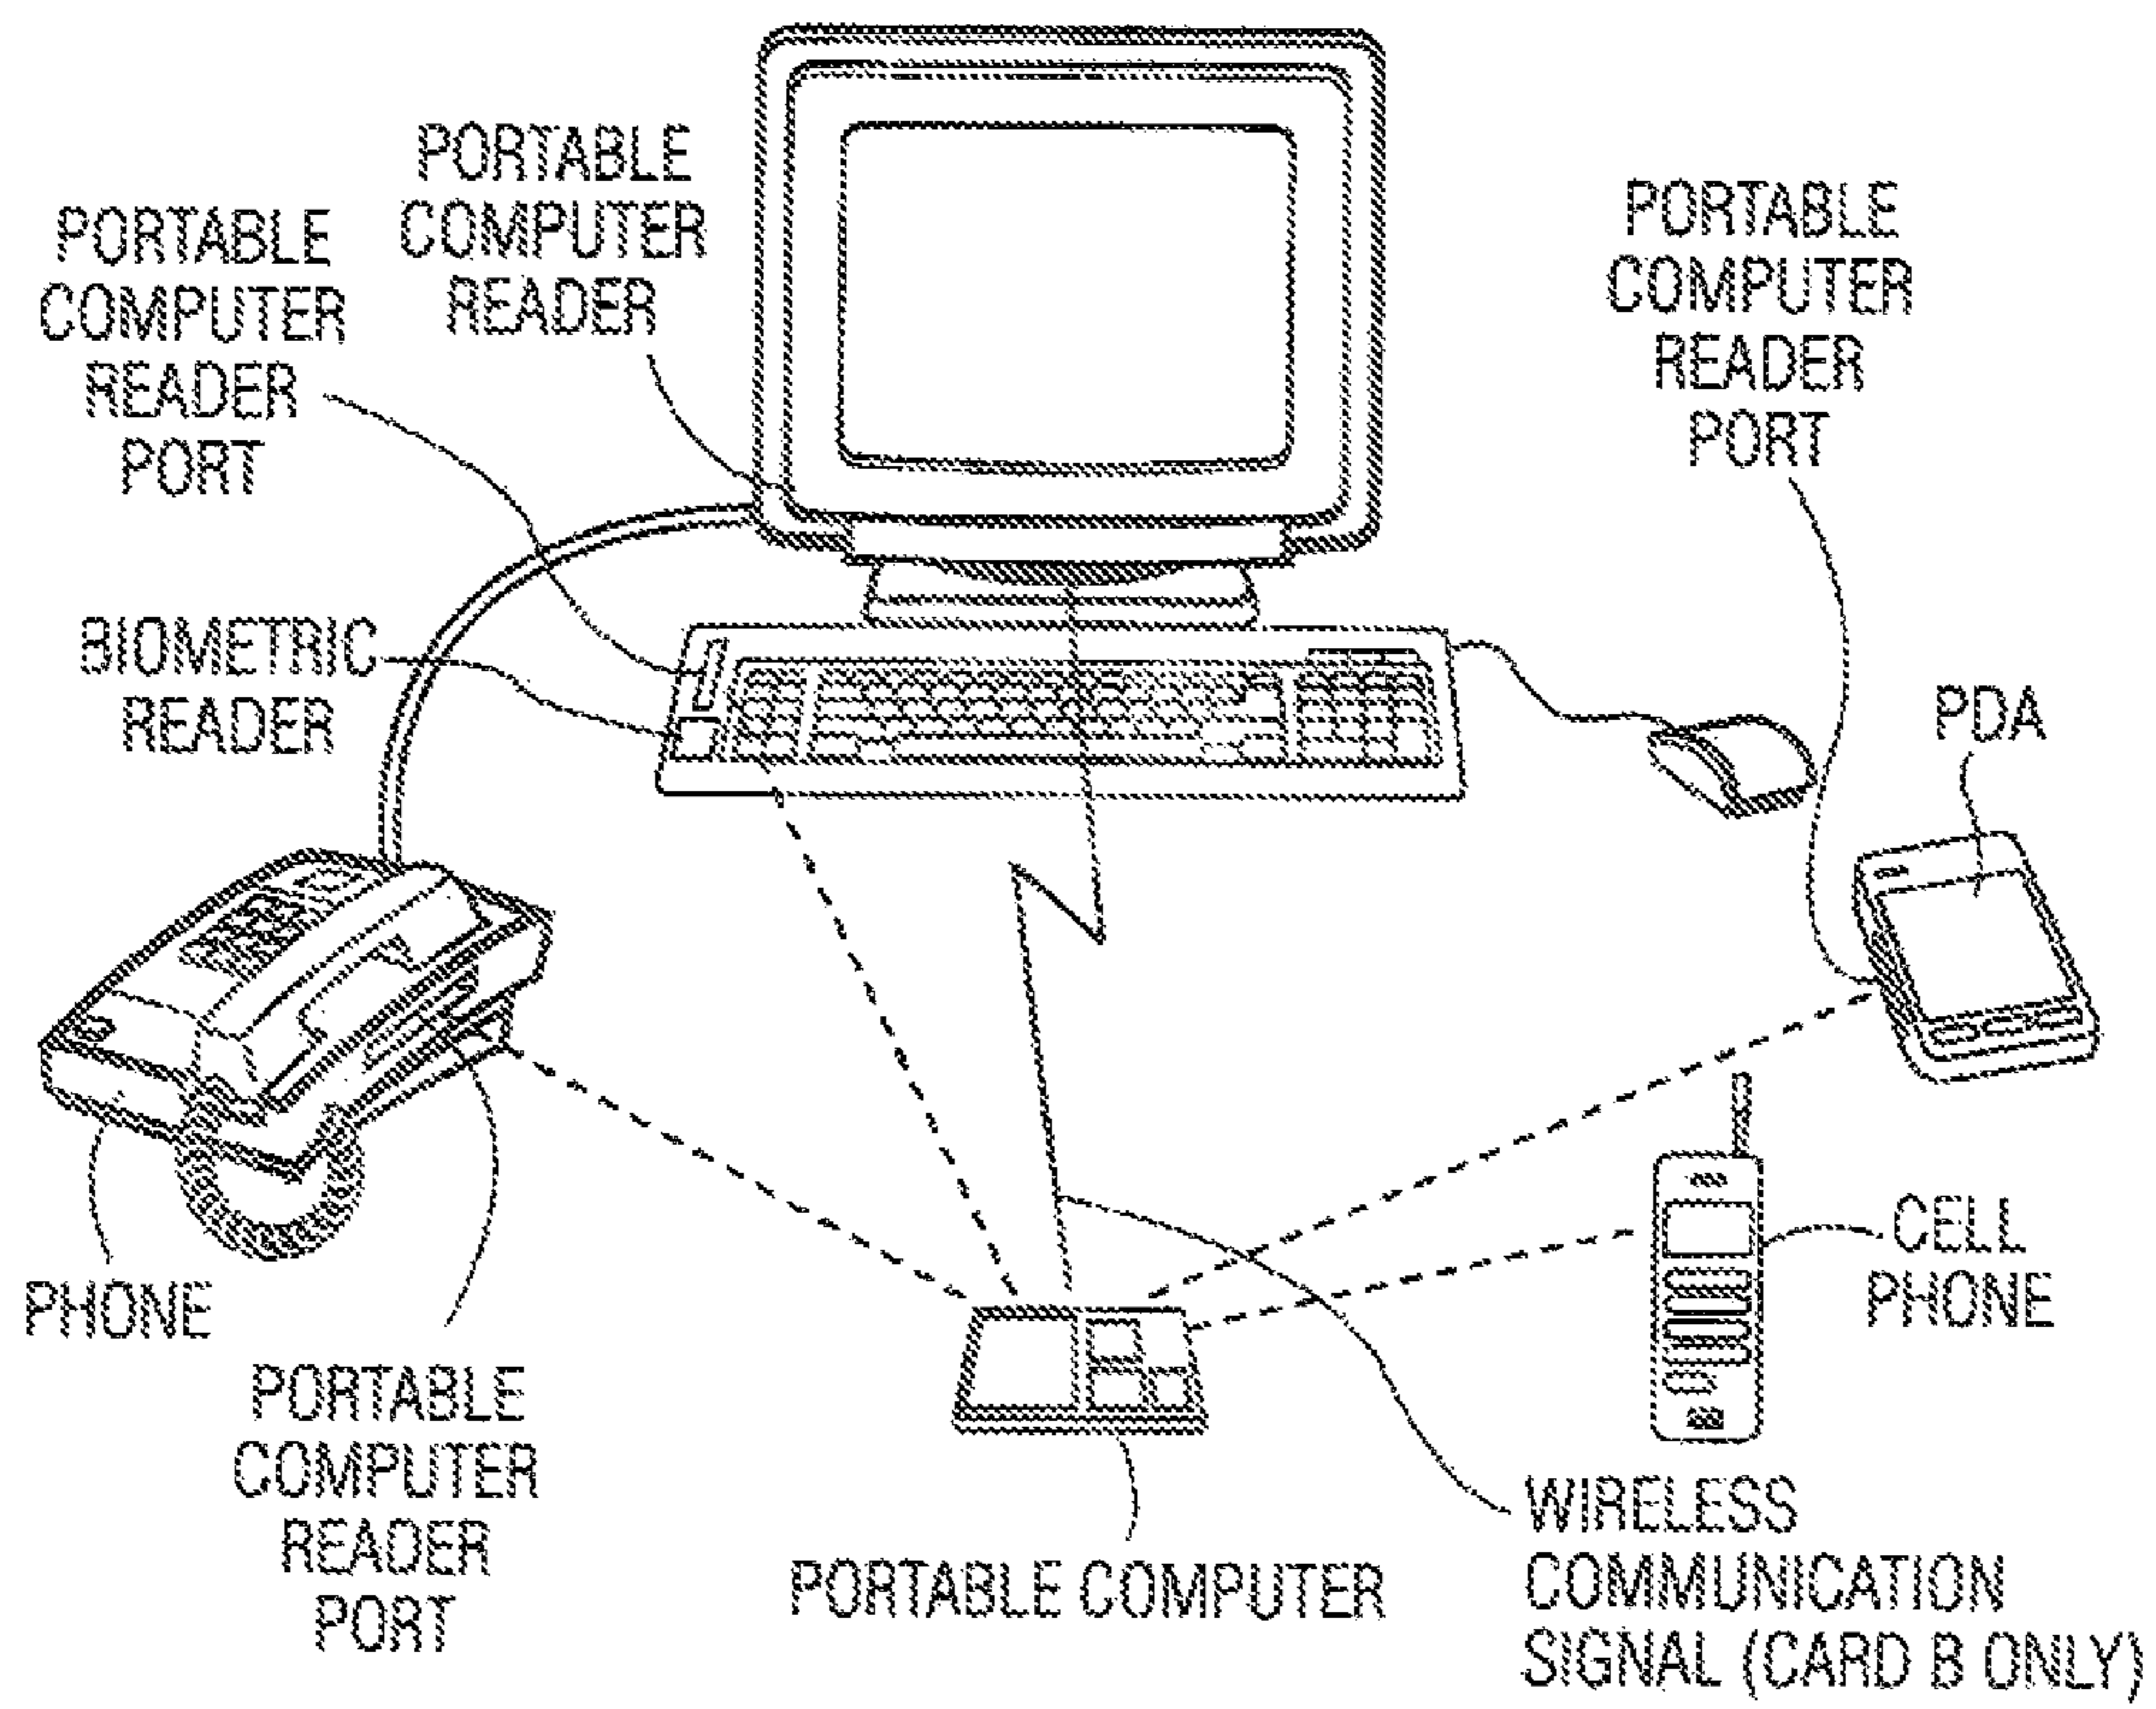 PORTABLE
COMPUTER
READER
PORTABLE
COMPUTER
READER
PORT
PORTABLE
COMPUTER
READER
PORT
BIOMETRIC
READER
PDA
CELL
PHONE
PHONE
PORTABLE
COMPUTER
READER
PORT
PORTABLE COMPUTER
WIRELESS
COMMUNICATION
SIGNAL (CARD B ONLY)